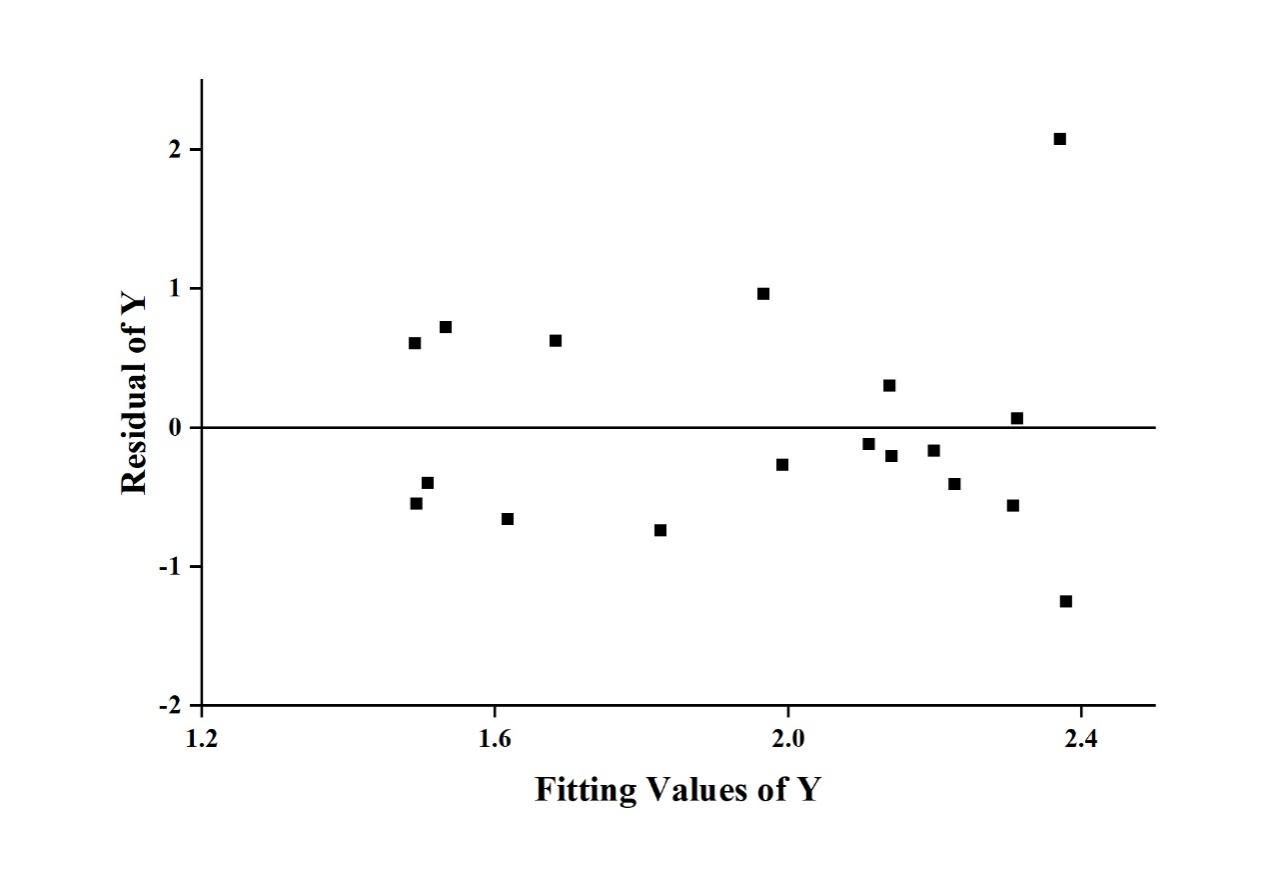 2
1
0
-1
-2
Residual of Y
1.2 1.6 2.0 2.4
Fitting Values of Y